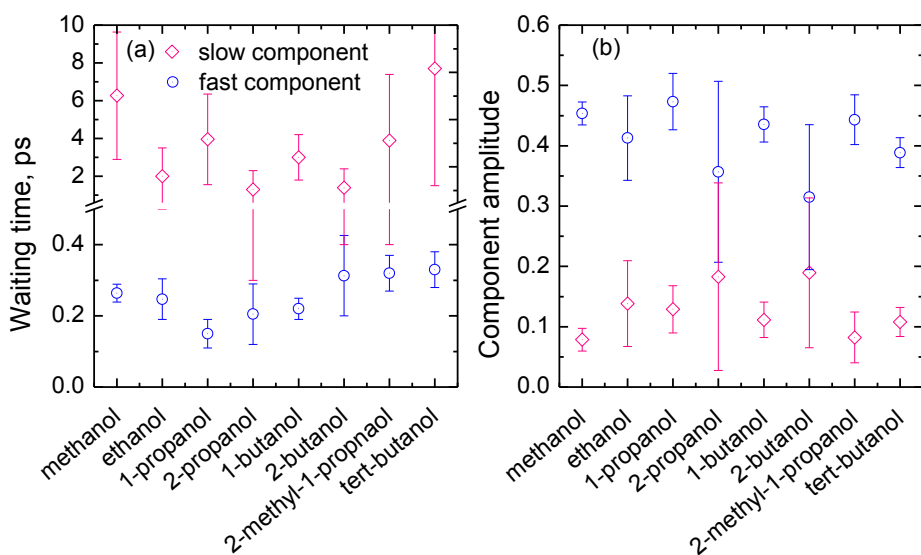 (a)
slow component
fast component
Waiting time, ps
10
8
6
4
2
0.4
0.2
0.0
methanol
ethanol
1-propanol
2-propanol
1-butanol
2-butanol
2-methyl-1-propnaol
tert-butanol
(b)
Component amplitude
0.6
0.5
0.4
0.3
0.2
0.1
0.0
methanol
ethanol
1-propanol
2-propanol
1-butanol
2-butanol
2-methyl-1-propanol
tert-butanol